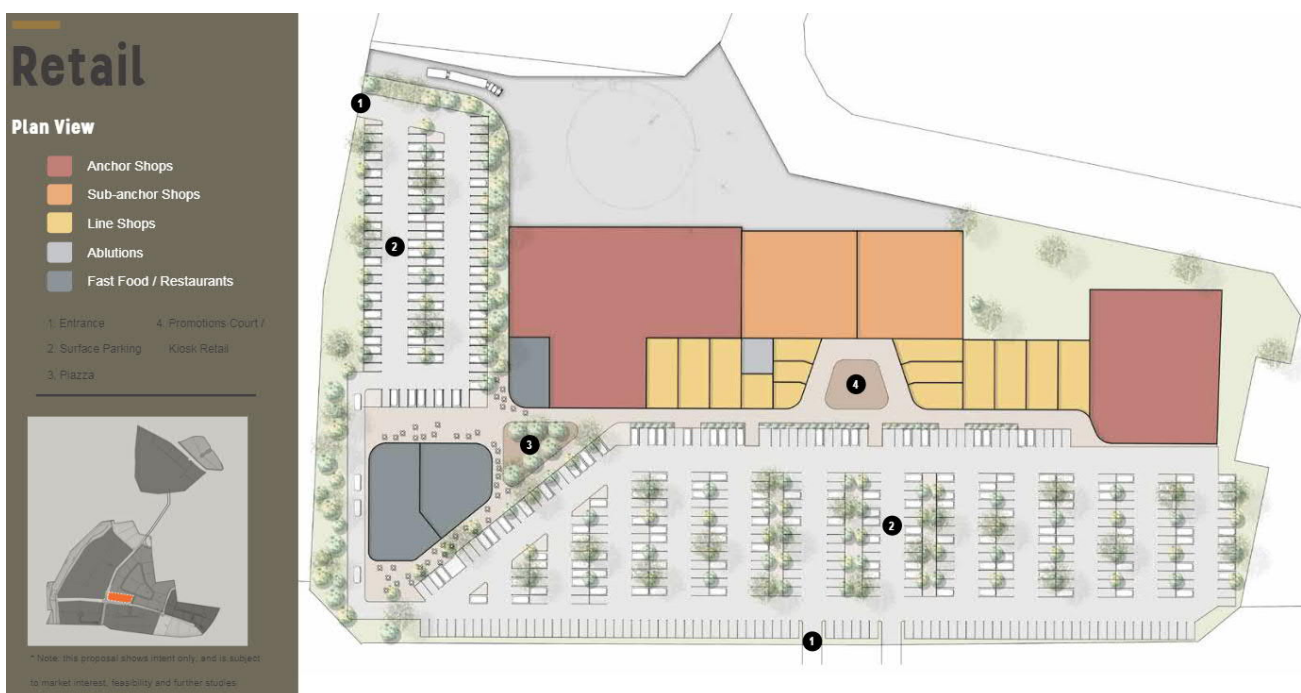 Retail
Plan View
Anchor Shops
Sub-anchor Shops
Line Shops
Ablutions
Fast Food / Restaurants
1. Entrance
2. Surface Parking
3. Piazza
4. Promotions Court /
Kiosk Retail
* Note: this proposal shows intent only, and is subject
to market interest, feasibility and further studies
1
2
3
4
2
1